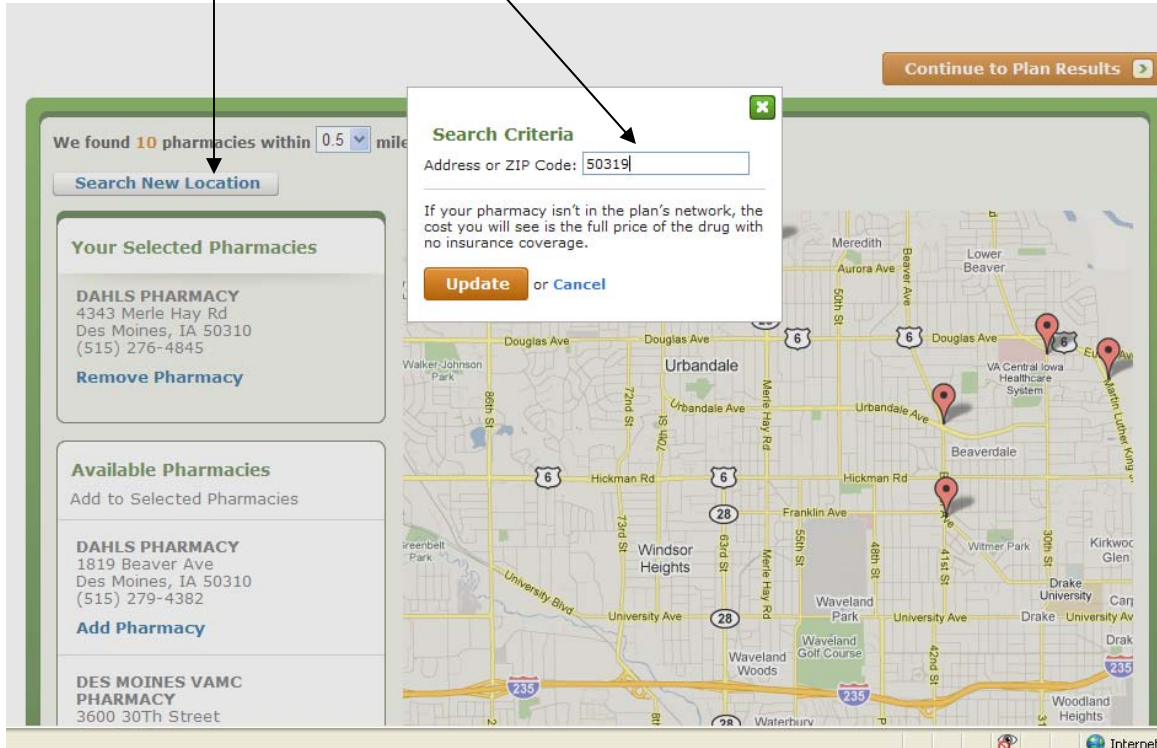 Continue to Plan Results
We found 10 pharmacies within 0.5 mile
Search New Location
Search Criteria
Address or ZIP Code: 50319
If your pharmacy isn't in the plan's network, the
cost you will see is the full price of the drug with
no insurance coverage.
Update or Cancel
Your Selected Pharmacies
DAHLS PHARMACY
4343 Merle Hay Rd
Des Moines, IA 50310
(515) 276-4845
Remove Pharmacy
Available Pharmacies
Add to Selected Pharmacies
DAHLS PHARMACY
1819 Beaver Ave
Des Moines, IA 50310
(515) 279-4382
Add Pharmacy
DES MOINES VAMC
PHARMACY
3600 30Th Street
Meredith
Lower
Beaver
Aurora Ave
Beaver Ave
50th St
Douglas Ave
Douglas Ave
6
6
Douglas Ave
6
Walker-Johnson
Park
Urbandale
VA Central Iowa
Healthcare
System
86th St
72nd St
70th St
Merle Hay Rd
Urbandale Ave
Urbandale Ave
Martin Luther King
Beaverdale
6
Hickman Rd
6
Hickman Rd
28
Franklin Ave
73rd St
63rd St
Merle Hay Rd
55th St
48th St
41st St
30th St
Greenbelt
Park
Windsor
Heights
Witmer Park
Kirkwoo
Glen
University Blvd
Drake
University
Waveland
Park
University Ave
28
University Ave
Drake
University Av
Waveland
Golf Course
Waveland
Woods
42nd St
Drak
235
235
235
Woodland
Heights
28
Waterbury
Internet